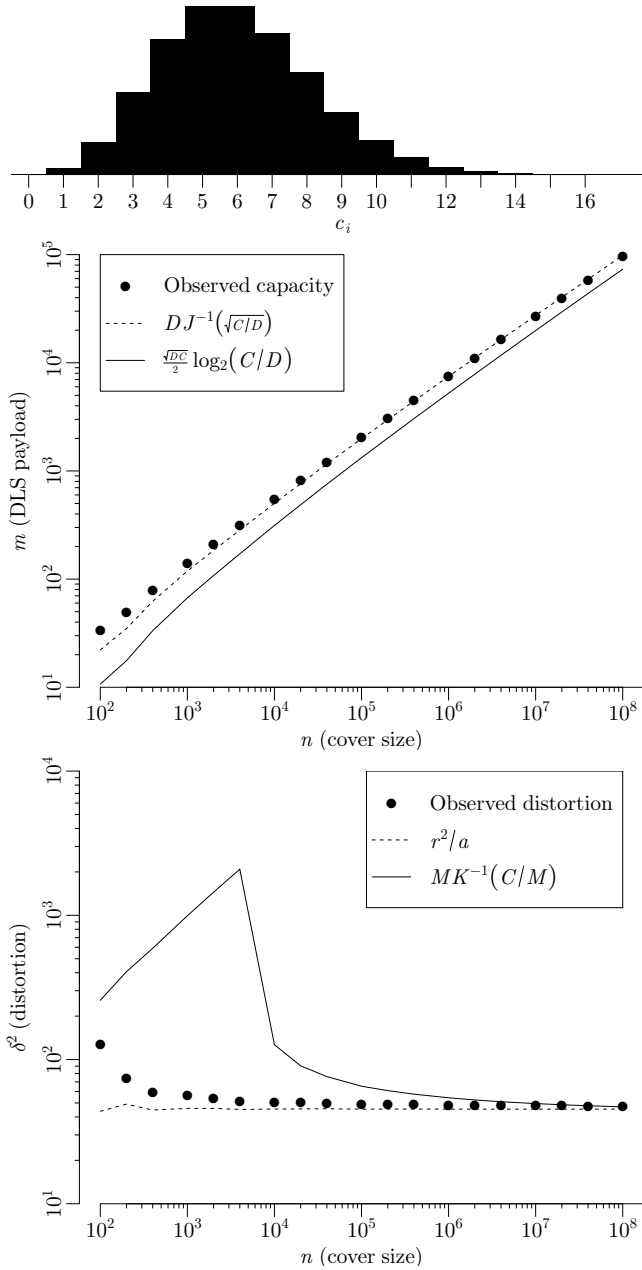 0 1 2 3 4 5 6 7 8 9 10 12 14 16
c_i
10^5
Observed capacity
DJ^{-1}(√C/D)
√DC/2 log_2(C/D)
10^4
m (DLS payload)
10^3
10^2
10^1
10^2 10^3 10^4 10^5 10^6 10^7 10^8
n (cover size)
10^4
Observed distortion
r^2/a
MK^{-1}(C/M)
10^3
δ^2 (distortion)
10^2
10^1
10^2 10^3 10^4 10^5 10^6 10^7 10^8
n (cover size)